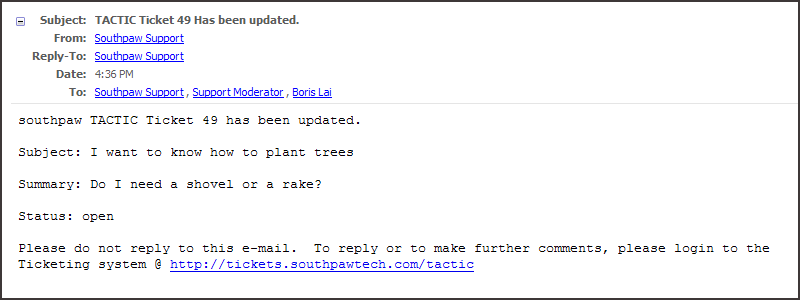 Subject: TACTIC Ticket 49 Has been updated.
From: Southpaw Support
Reply-To: Southpaw Support
Date: 4:36 PM
To: Southpaw Support , Support Moderator , Boris Lai
southpaw TACTIC Ticket 49 has been updated.
Subject: I want to know how to plant trees
Summary: Do I need a shovel or a rake?
Status: open
Please do not reply to this e-mail.  To reply or to make further comments, please login to the
Ticketing system @ http://tickets.southpawtech.com/tactic